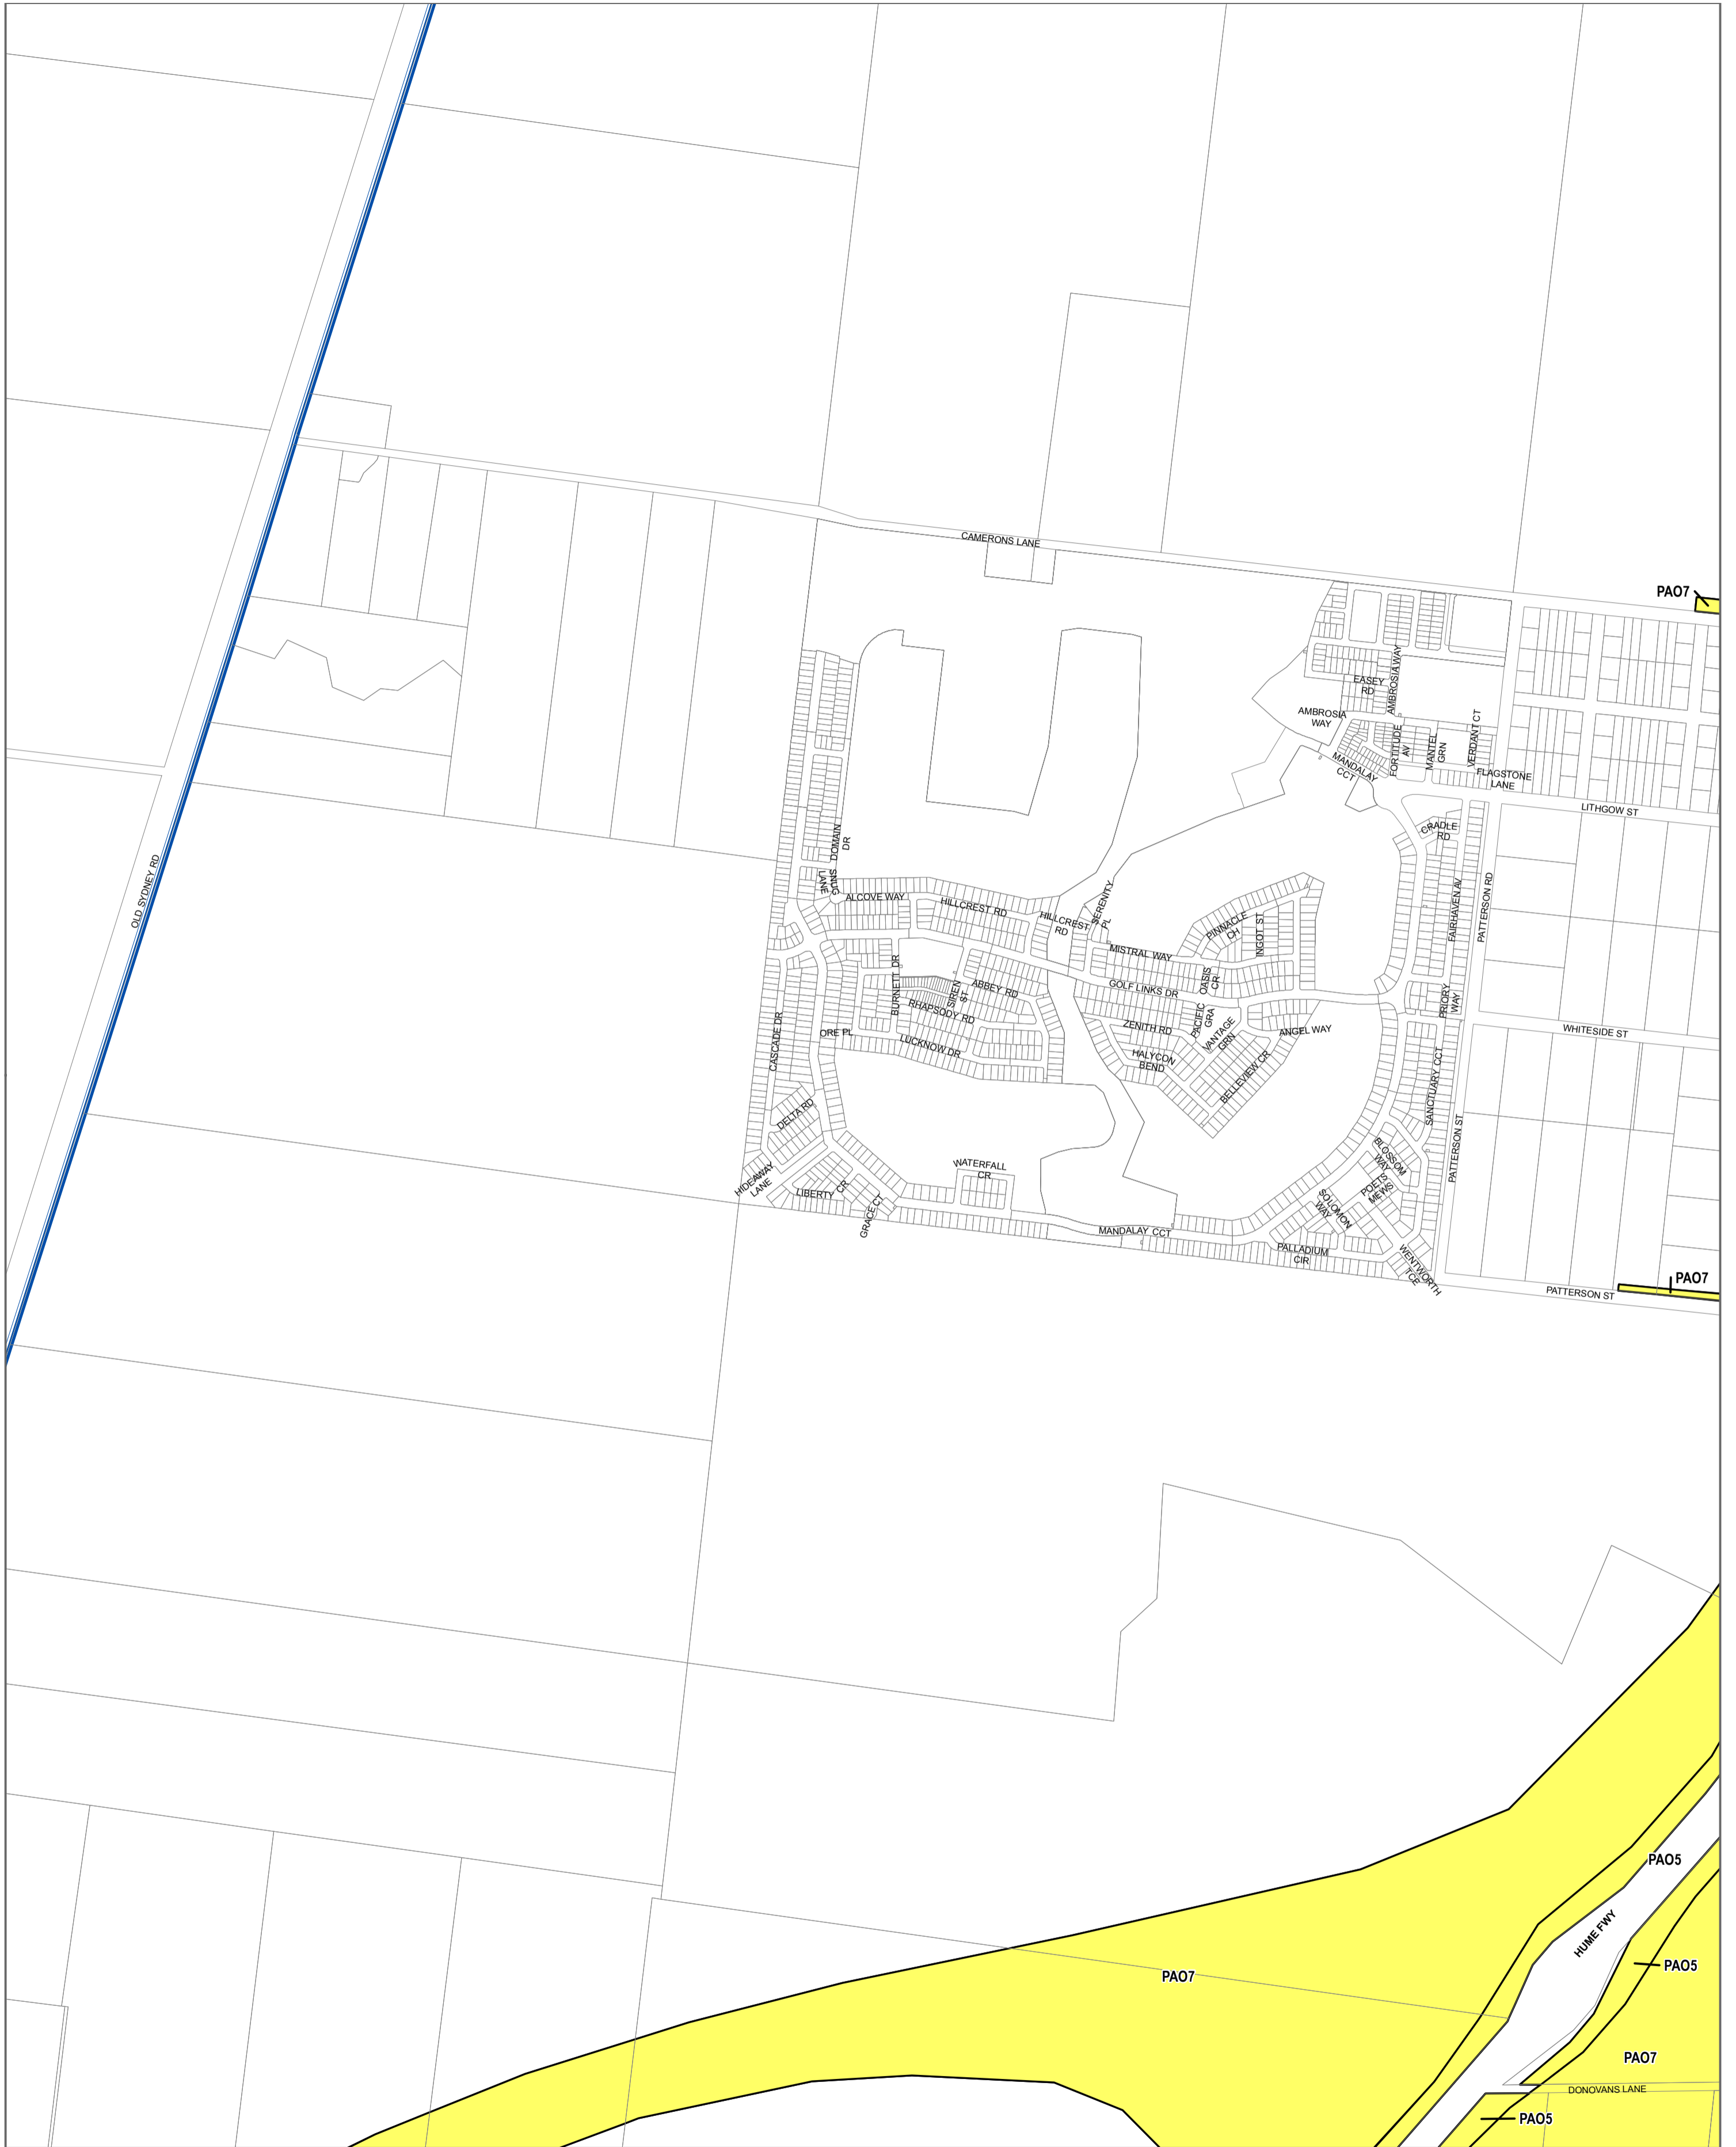 CAMERONS LANE
PAO7
EASEY
RD
AMBROSIA WAY
AMBROSIA
WAY
FORTITUDE
AV
MANTEL
GRN
VERDANT CT
MANDALAY
CCT
FLAGSTONE
LANE
LITHGOW ST
CRADLE
RD
DOMAIN
DR
SNUG
LANE
OLD SYDNEY RD
ALCOVE WAY
HILLCREST RD
HILLCREST
RD
SERENITY
PL
PINNACLE
CH
INGOT ST
FAIRHAVEN AV
PATTERSON RD
MISTRAL WAY
BURNETT DR
SIREN
ST
ABBEY RD
GOLF LINKS DR
OASIS
CR
RHAPSODY RD
PACIFIC
GRA
PRIORY
WAY
ORE PL
ZENITH RD
VANTAGE
GRN
ANGEL WAY
WHITESIDE ST
CASCADE DR
LUCKNOW DR
HALYCON
BEND
BELLEVIEW CR
SANCTUARY CCT
DELTA RD
PATTERSON ST
BLOSSOM
WAY
WATERFALL
CR
HIDEAWAY
LANE
LIBERTY CR
GRACE CT
POETS
MEWS
SOLOMON
WAY
MANDALAY CCT
PALLADIUM
CIR
WENTWORTH
TCE
PAO7
PATTERSON ST
PAO5
HUME FWY
PAO5
PAO7
PAO7
DONOVANS LANE
PAO5